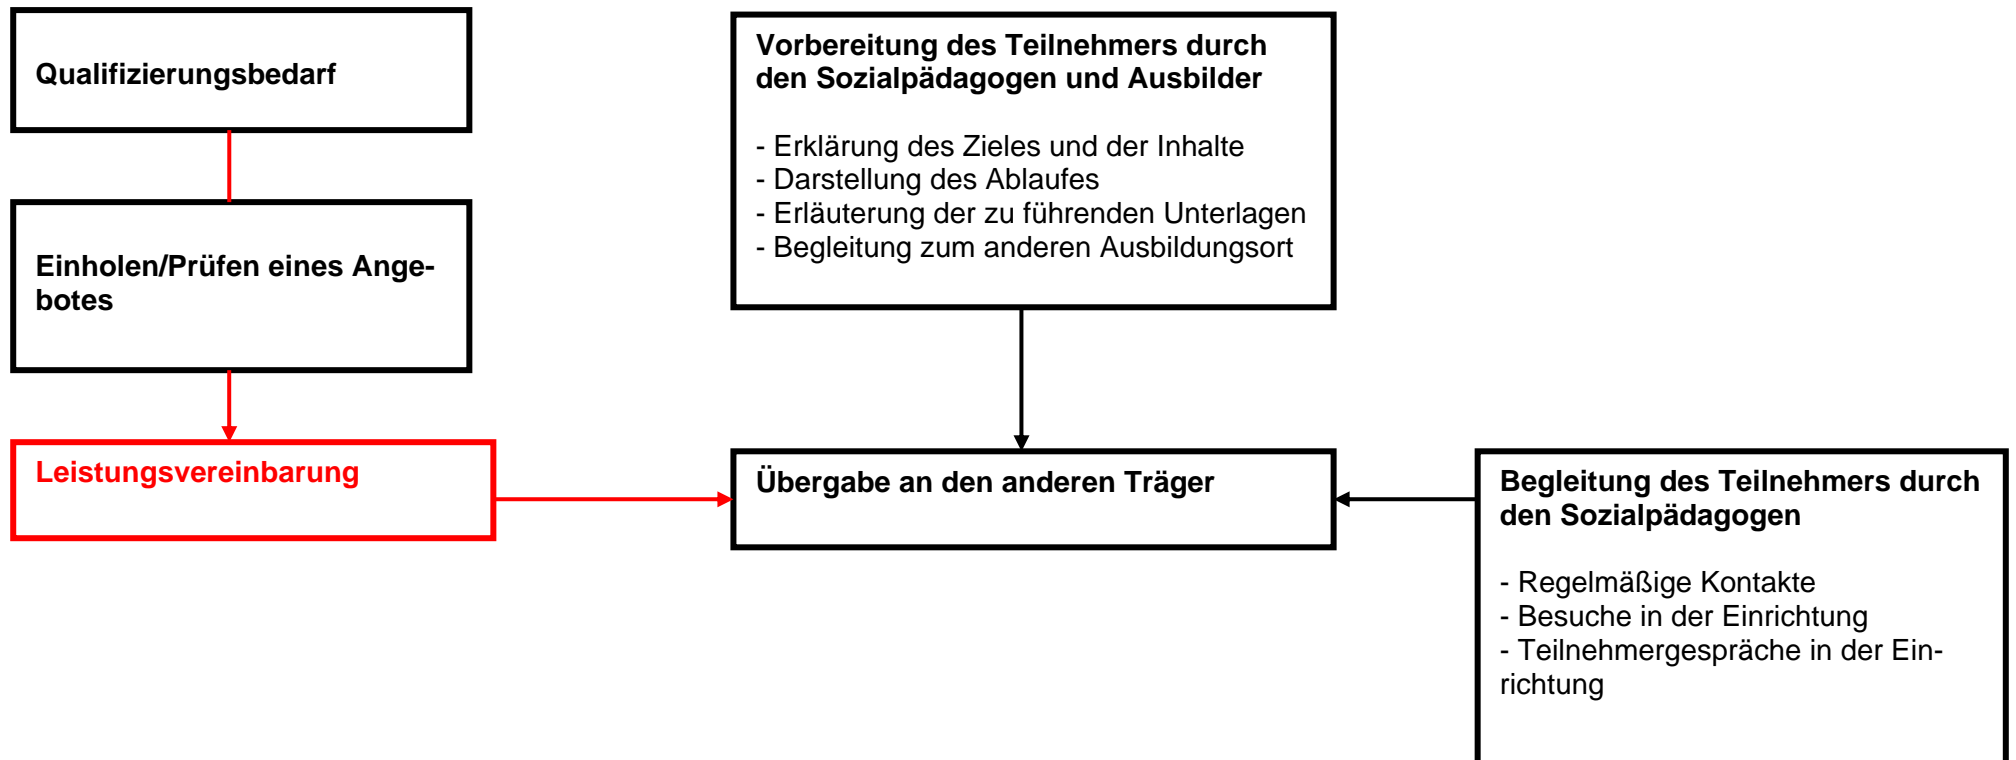 Qualifizierungsbedarf
Einholen/Prüfen eines Ange-
botes
Leistungsvereinbarung
Vorbereitung des Teilnehmers durch
den Sozialpädagogen und Ausbilder
- Erklärung des Zieles und der Inhalte
- Darstellung des Ablaufes
- Erläuterung der zu führenden Unterlagen
- Begleitung zum anderen Ausbildungsort
Übergabe an den anderen Träger
Begleitung des Teilnehmers durch
den Sozialpädagogen
- Regelmäßige Kontakte
- Besuche in der Einrichtung
- Teilnehmergespräche in der Ein-
richtung